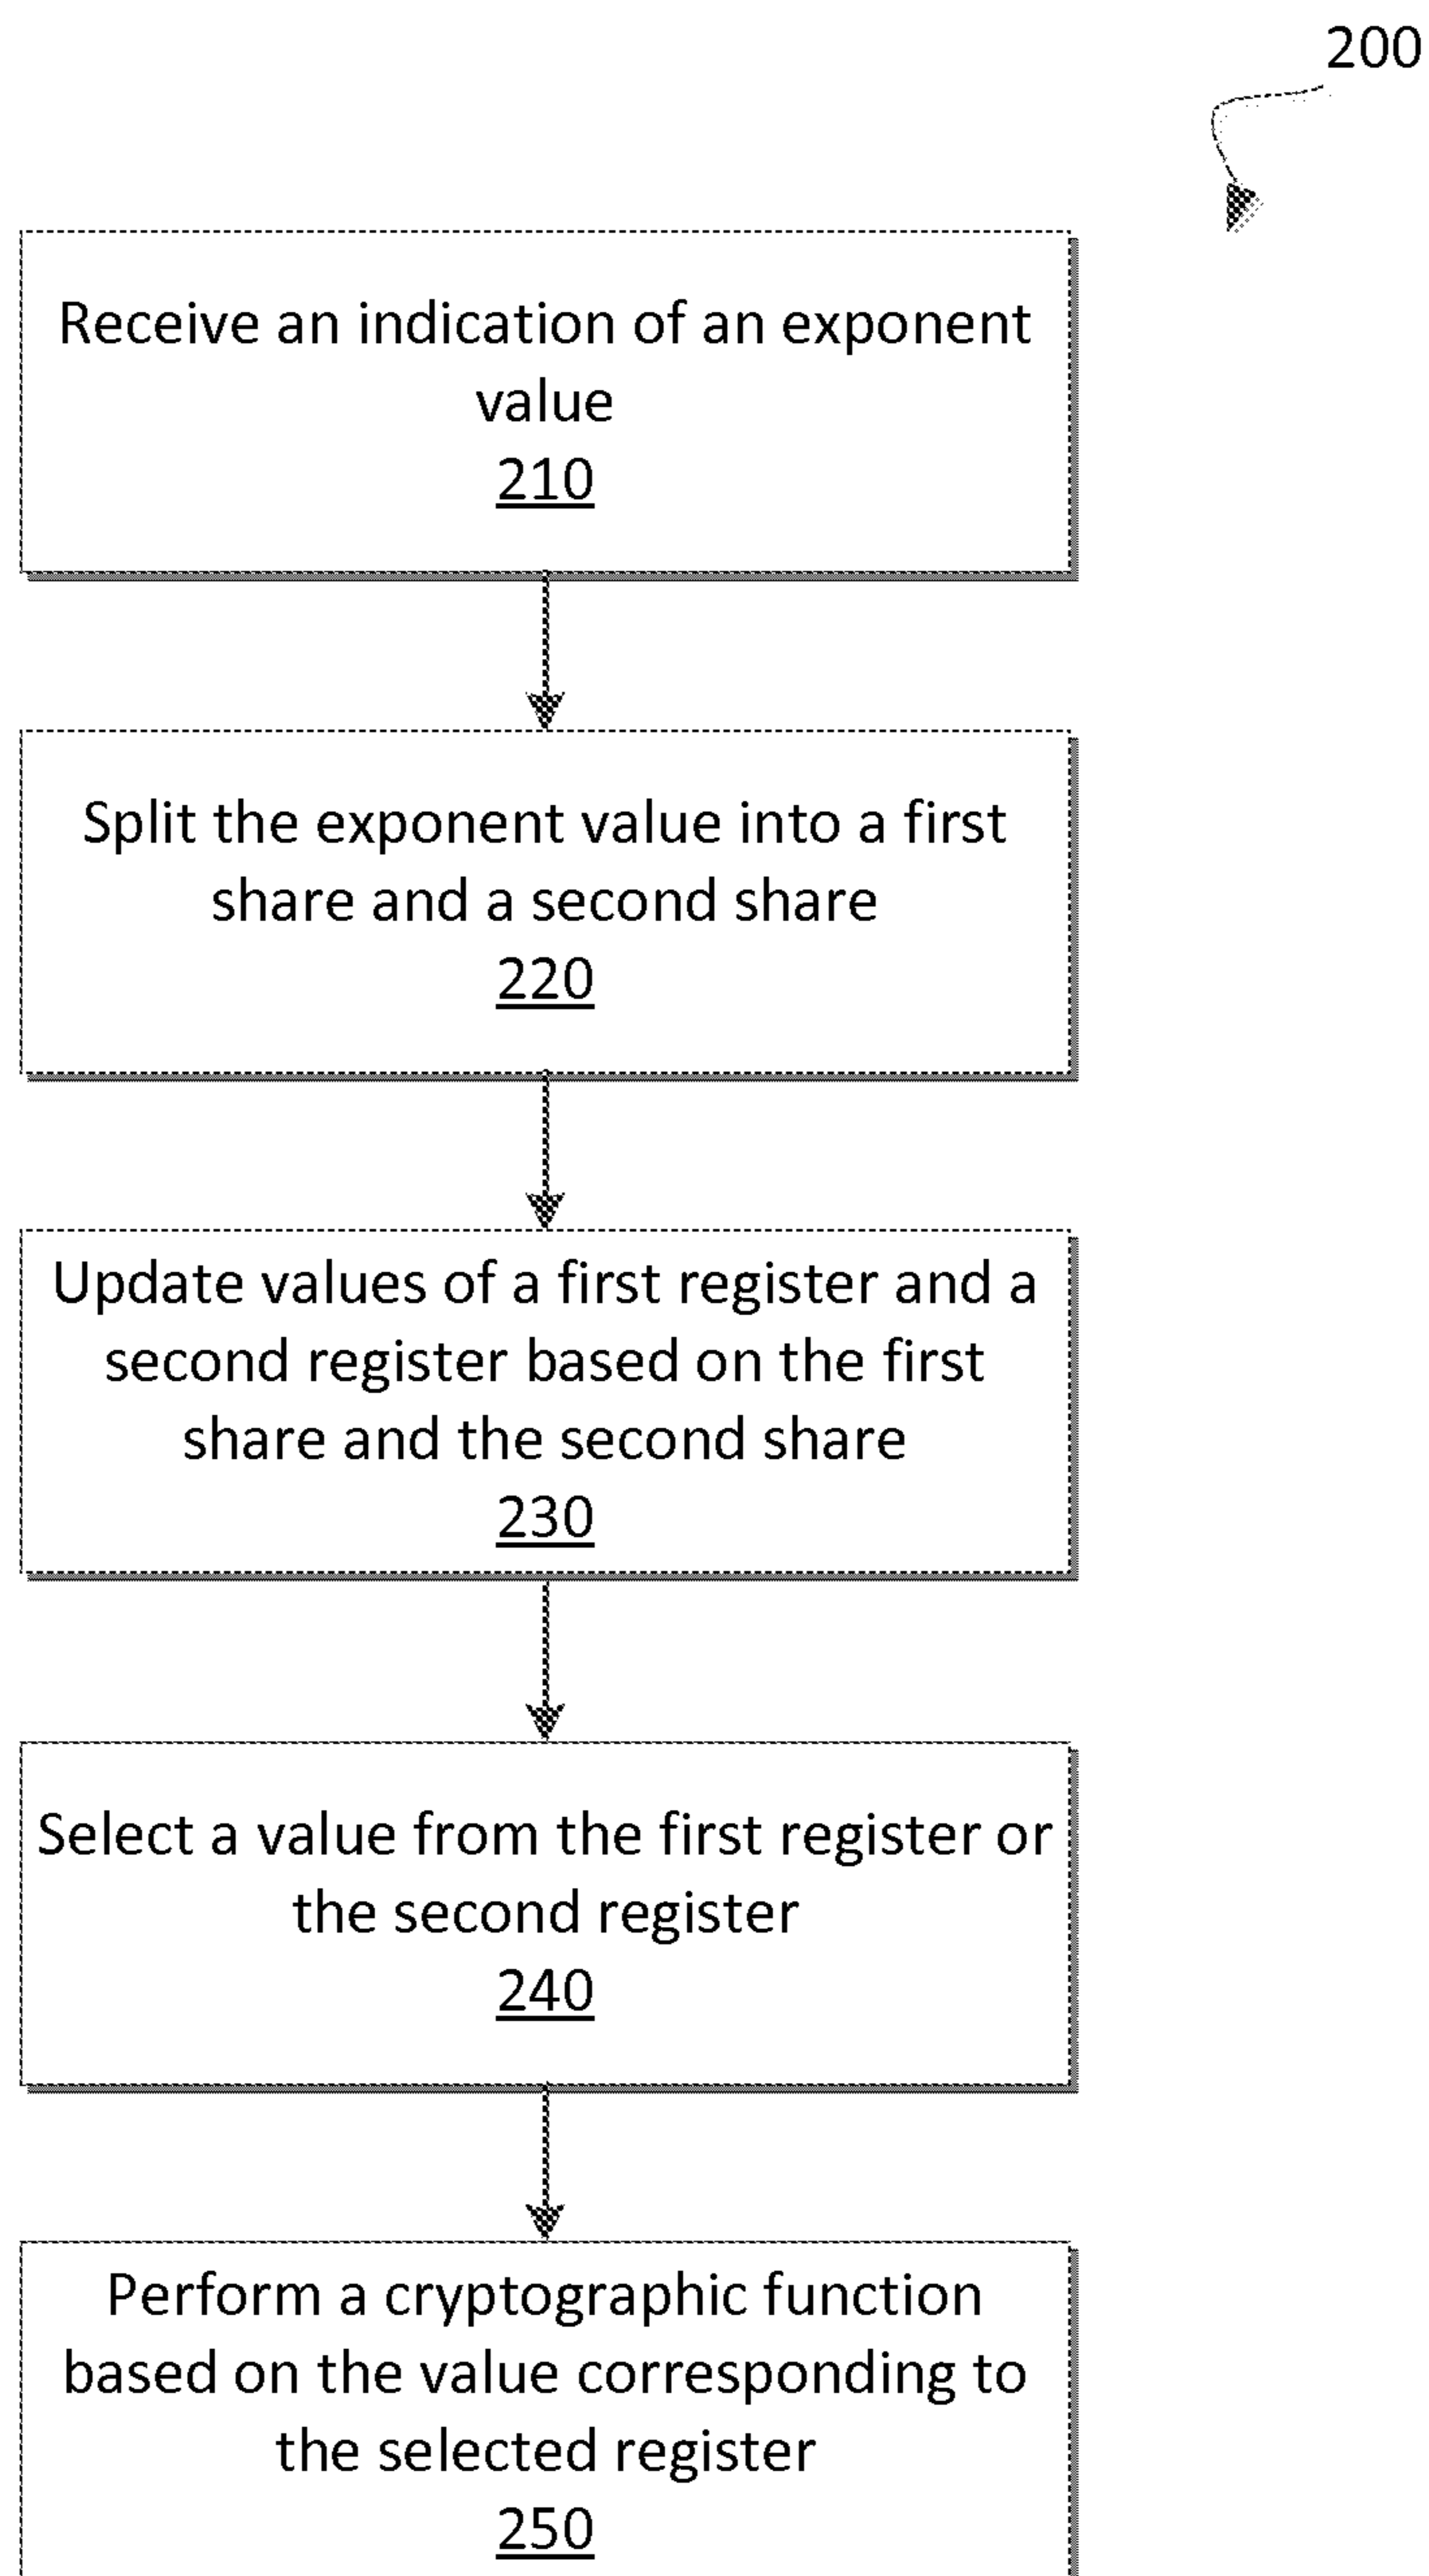 200
Receive an indication of an exponent
value
210
Split the exponent value into a first
share and a second share
220
Update values of a first register and a
second register based on the first
share and the second share
230
Select a value from the first register or
the second register
240
Perform a cryptographic function
based on the value corresponding to
the selected register
250